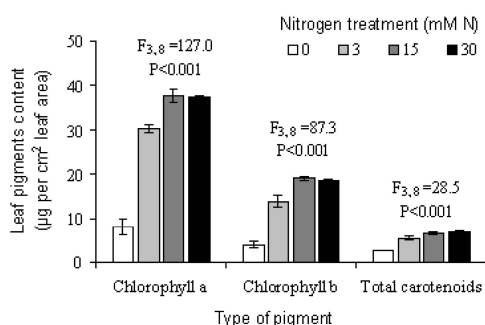 Nitrogen treatment (mM N)
0 3 15 30
Leaf pigments content
(µg per cm² leaf area)
50
40
30
20
10
0
F3,8 =127.0
P<0.001
F3,8 =87.3
P<0.001
F3,8 =28.5
P<0.001
Chlorophyll a Chlorophyll b Total carotenoids
Type of pigment